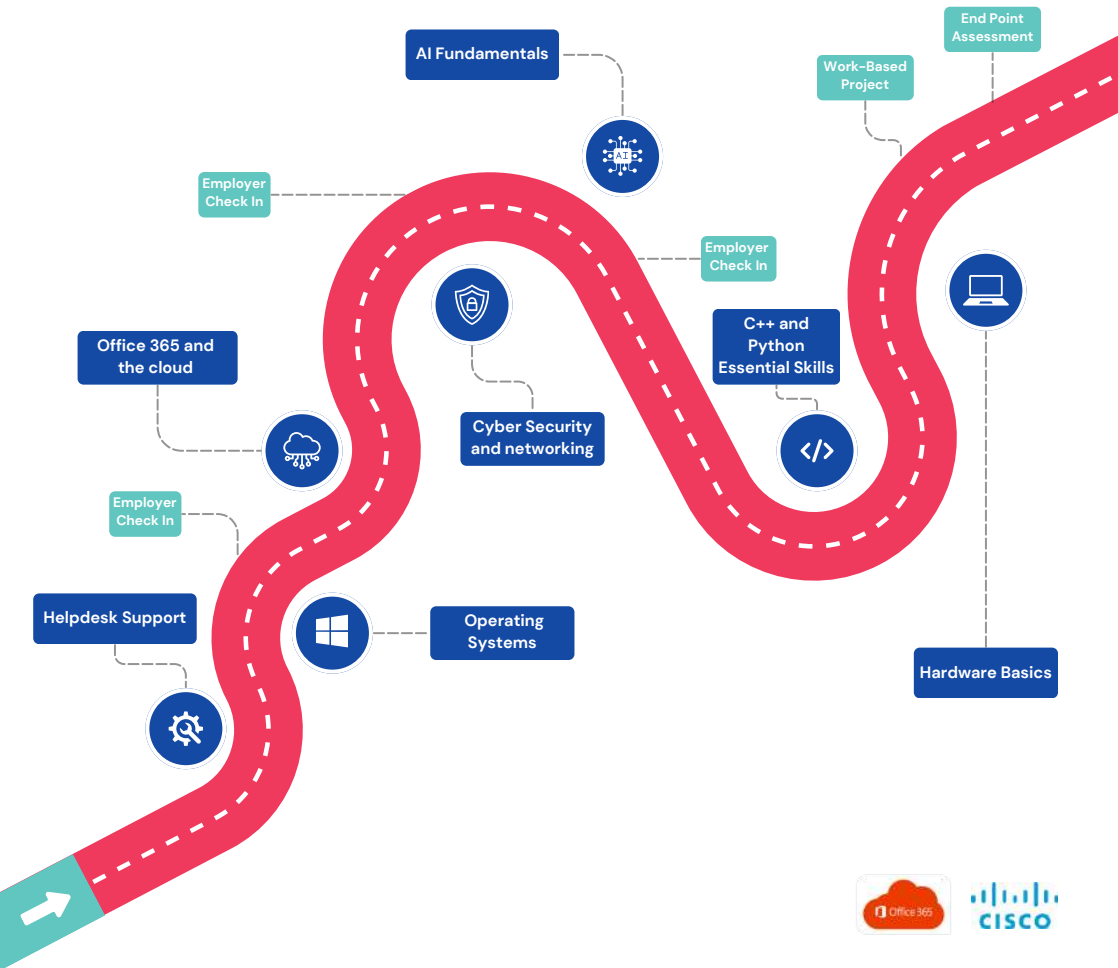 End Point
Assessment
AI Fundamentals
Work-Based
Project
AI
Employer
Check In
Employer
Check In
C++ and
Python
Essential Skills
Office 365 and
the cloud
Cyber Security
and networking
</>
Employer
Check In
Helpdesk Support
Operating
Systems
Hardware Basics
Office 365
CISCO